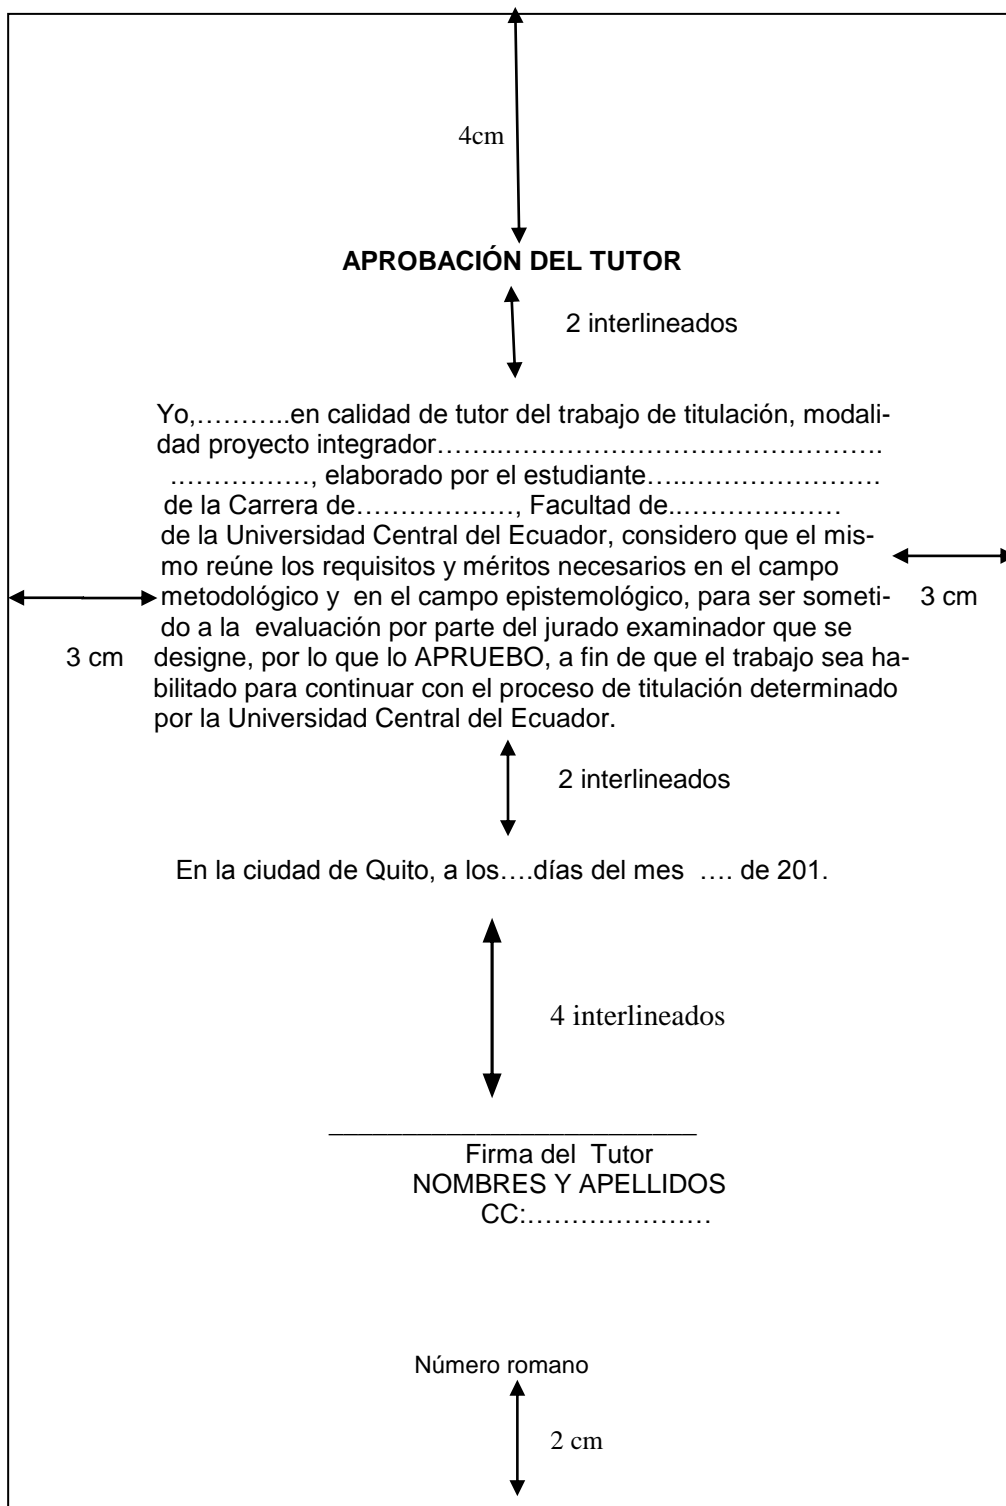 4cm
APROBACIÓN DEL TUTOR
2 interlineados
Yo,………..en calidad de tutor del trabajo de titulación, modali-
dad proyecto integrador……..…………………………………….
……………, elaborado por el estudiante…..………………….
de la Carrera de………………, Facultad de..………………
de la Universidad Central del Ecuador, considero que el mis-
mo reúne los requisitos y méritos necesarios en el campo
metodológico y  en el campo epistemológico, para ser someti-
3 cm
do a la  evaluación por parte del jurado examinador que se
3 cm
designe, por lo que lo APRUEBO, a fin de que el trabajo sea ha-
bilitado para continuar con el proceso de titulación determinado
por la Universidad Central del Ecuador.
2 interlineados
En la ciudad de Quito, a los….días del mes  …. de 201.
4 interlineados
__________________________
Firma del  Tutor
NOMBRES Y APELLIDOS
CC:…………………
Número romano
2 cm